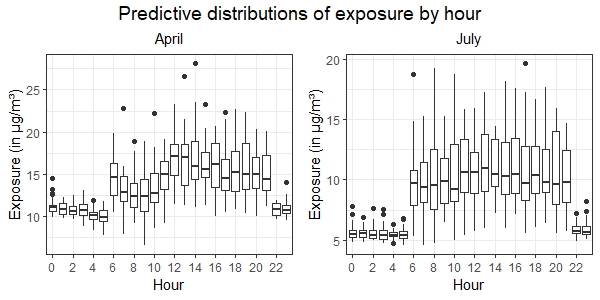 Predictive distributions of exposure by hour
April
July
Exposure (in µg/m³)
25
20
15
10
0 2 4 6 8 10 12 14 16 18 20 22
Hour
Exposure (in µg/m³)
20
15
10
5
0 2 4 6 8 10 12 14 16 18 20 22
Hour